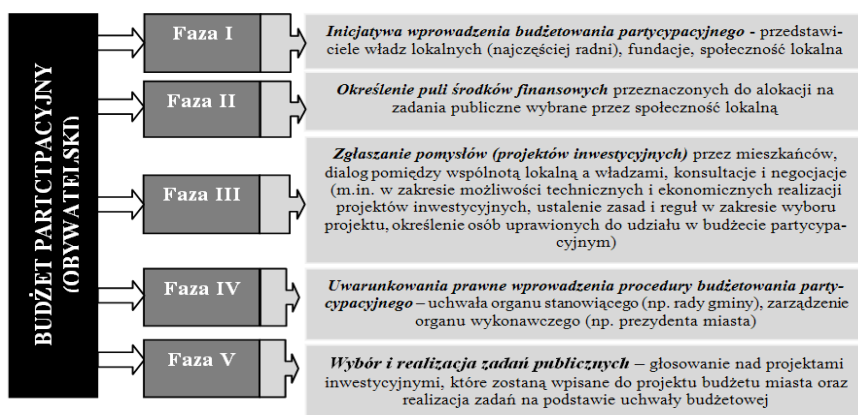 BUDŻET PARTCTPACYJNY
(OBYWATELSKI)
Faza I
Inicjatywa wprowadzenia budżetowania partycypacyjnego - przedstawi-
ciele władz lokalnych (najczęściej radni), fundacje, społeczność lokalna
Faza II
Określenie puli środków finansowych przeznaczonych do alokacji na
zadania publiczne wybrane przez społeczność lokalną
Faza III
Zgłaszanie pomysłów (projektów inwestycyjnych) przez mieszkańców,
dialog pomiędzy wspólnotą lokalną a władzami, konsultacje i negocjacje
(m.in. w zakresie możliwości technicznych i ekonomicznych realizacji
projektów inwestycyjnych, ustalenie zasad i reguł w zakresie wyboru
projektu, określenie osób uprawionych do udziału w budżecie partycypa-
cyjnym)
Faza IV
Uwarunkowania prawne wprowadzenia procedury budżetowania party-
cypacyjnego – uchwała organu stanowiącego (np. rady gminy), zarządzenie
organu wykonawczego (np. prezydenta miasta)
Faza V
Wybór i realizacja zadań publicznych – głosowanie nad projektami
inwestycyjnymi, które zostaną wpisane do projektu budżetu miasta oraz
realizacja zadań na podstawie uchwały budżetowej